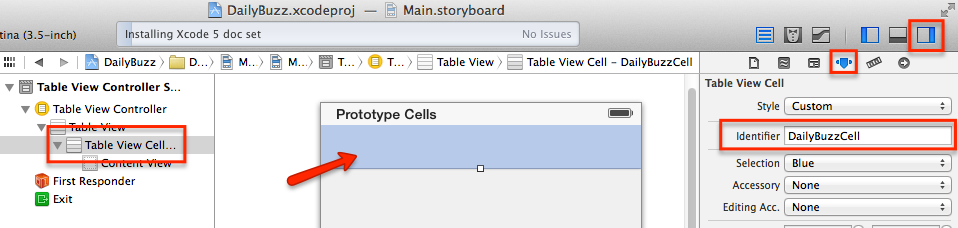 DailyBuzz.xcodeproj — Main.storyboard
tina (3.5-inch)
Installing Xcode 5 doc set
No Issues
DailyBuzz D... M... M... T... T... Table View Table View Cell – DailyBuzzCell
Table View Controller S...
Table View Controller
Table View
Table View Cell...
Content View
First Responder
Exit
Prototype Cells
Table View Cell
Style Custom
Identifier DailyBuzzCell
Selection Blue
Accessory None
Editing Acc. None